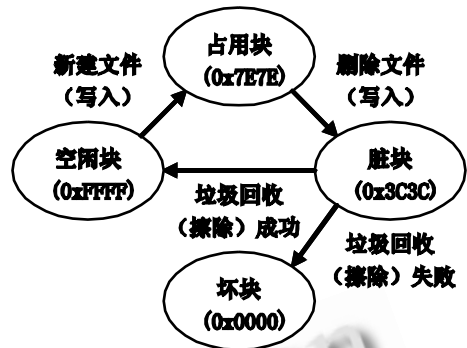 占用块
(0x7E7E)
新建文件
（写入）
删除文件
（写入）
空闲块
(0xFFFF)
脏块
(0x3C3C)
垃圾回收
（擦除）成功
垃圾回收
（擦除）失败
坏块
(0x0000)